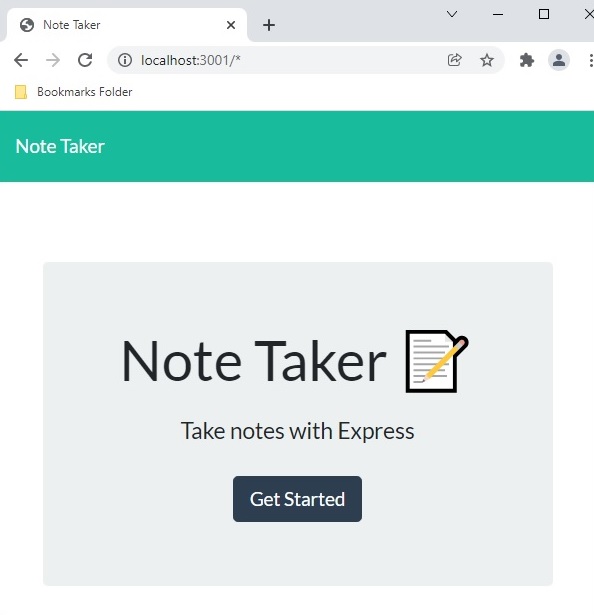 Note Taker
localhost:3001/*
Bookmarks Folder
Note Taker
Note Taker
Take notes with Express
Get Started